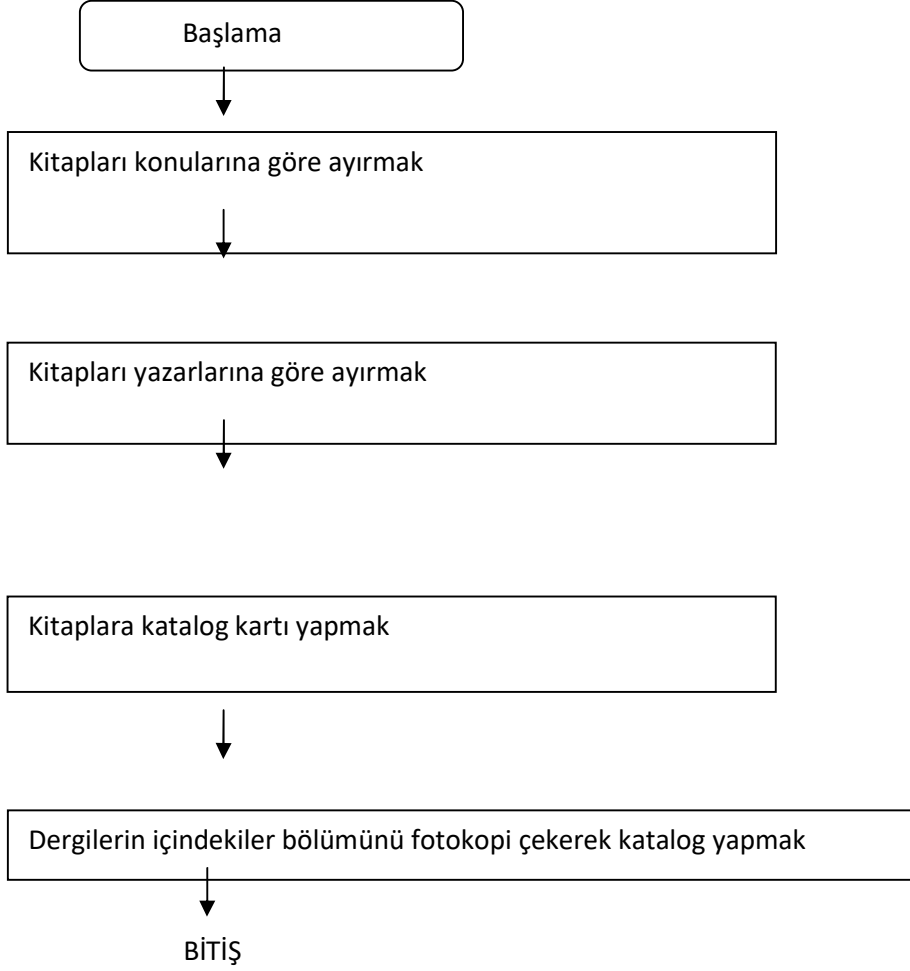 Başlama
Kitapları konularına göre ayırmak
Kitapları yazarlarına göre ayırmak
Kitaplara katalog kartı yapmak
Dergilerin içindekiler bölümünü fotokopi çekerek katalog yapmak
BİTİŞ